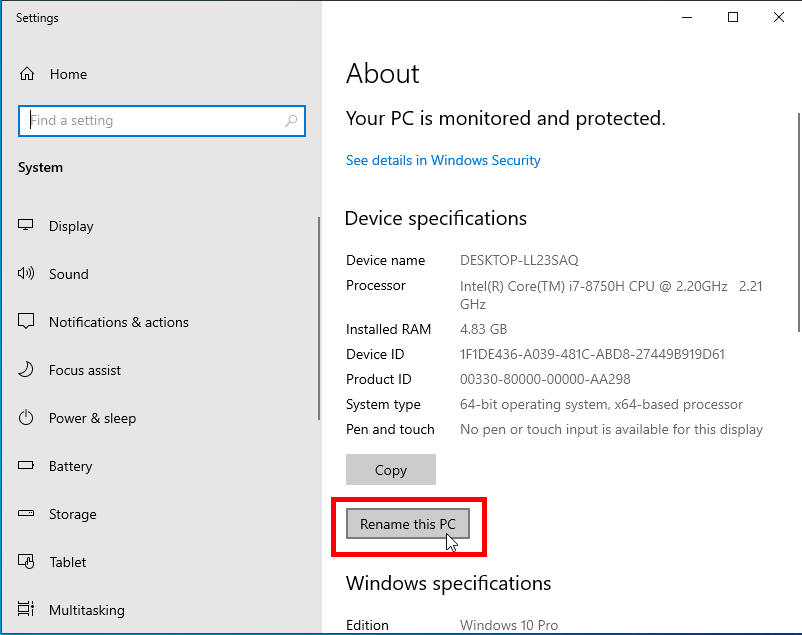 Settings
Home
Find a setting
System
Display
Sound
Notifications & actions
Focus assist
Power & sleep
Battery
Storage
Tablet
Multitasking
About
Your PC is monitored and protected.
See details in Windows Security
Device specifications
Device name DESKTOP-LL23SAQ
Processor Intel(R) Core(TM) i7-8750H CPU @ 2.20GHz 2.21
GHz
Installed RAM 4.83 GB
Device ID 1F1DE436-A039-481C-ABD8-27449B919D61
Product ID 00330-80000-00000-AA298
System type 64-bit operating system, x64-based processor
Pen and touch No pen or touch input is available for this display
Copy
Rename this PC
Windows specifications
Edition Windows 10 Pro